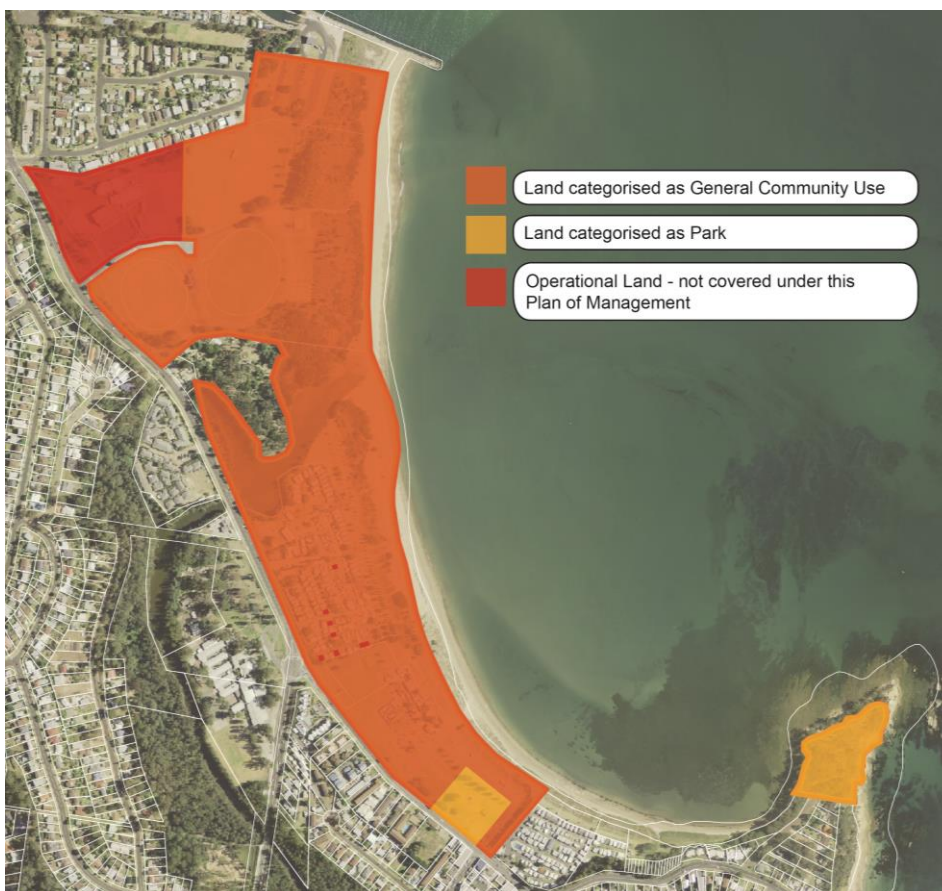 Land categorised as General Community Use
Land categorised as Park
Operational Land - not covered under this
Plan of Management